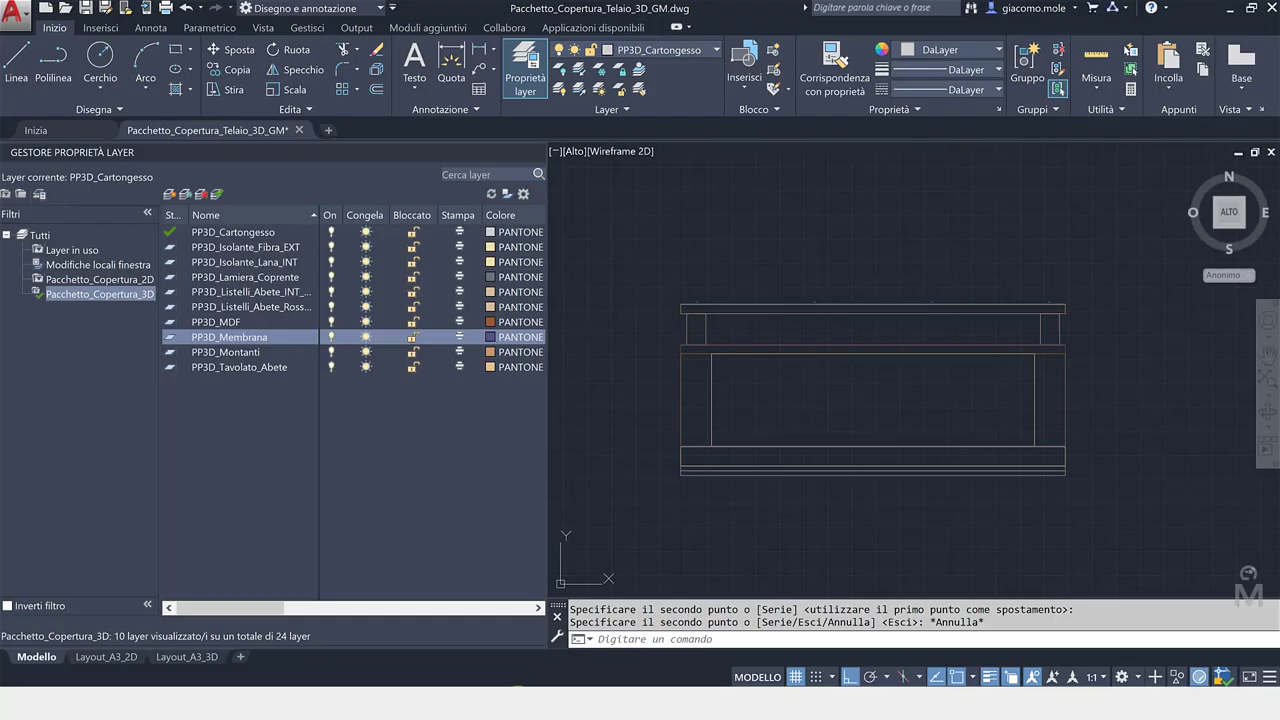 Disegno e annotazione
Pacchetto_Copertura_Telaio_3D_GM.dwg
Digitare parola chiave o frase
giacomo.mole
Inizio Inserisci Annota Parametrico Vista Gestisci Output Moduli aggiuntivi Collabora Applicazioni disponibili
Linea Polilinea Cerchio Arco
Sposta Ruota
Copia Specchio
Stira Scala
Testo Quota
Proprietà layer
PP3D_Cartongesso
Inserisci
Corrispondenza con proprietà
DaLayer
DaLayer
DaLayer
Gruppo
Misura
Incolla
Base
Disegna Edita Annotazione Layer Blocco Proprietà Gruppi Utilità Appunti Vista
Inizia Pacchetto_Copertura_Telaio_3D_GM*
GESTORE PROPRIETÀ LAYER
[−][Alto][Wireframe 2D]
Layer corrente: PP3D_Cartongesso
Cerca layer
Filtri
St... Nome On Congela Bloccato Stampa Colore
Tutti
Layer in uso
Modifiche locali finestra
Pacchetto_Copertura_2D
Pacchetto_Copertura_3D
PP3D_Cartongesso PANTONE
PP3D_Isolante_Fibra_EXT PANTONE
PP3D_Isolante_Lana_INT PANTONE
PP3D_Lamiera_Coprente PANTONE
PP3D_Listelli_Abete_INT_... PANTONE
PP3D_Listelli_Abete_Ross... PANTONE
PP3D_MDF PANTONE
PP3D_Membrana PANTONE
PP3D_Montanti PANTONE
PP3D_Tavolato_Abete PANTONE
N
O ALTO E
S
Anonimo
Y
X
M
Inverti filtro
Pacchetto_Copertura_3D: 10 layer visualizzato/i su un totale di 24 layer
Specificare il secondo punto o [Serie] <utilizzare il primo punto come spostamento>:
Specificare il secondo punto o [Serie/Esci/Annulla] <Esci>: *Annulla*
Digitare un comando
Modello Layout_A3_2D Layout_A3_3D
MODELLO
1:1